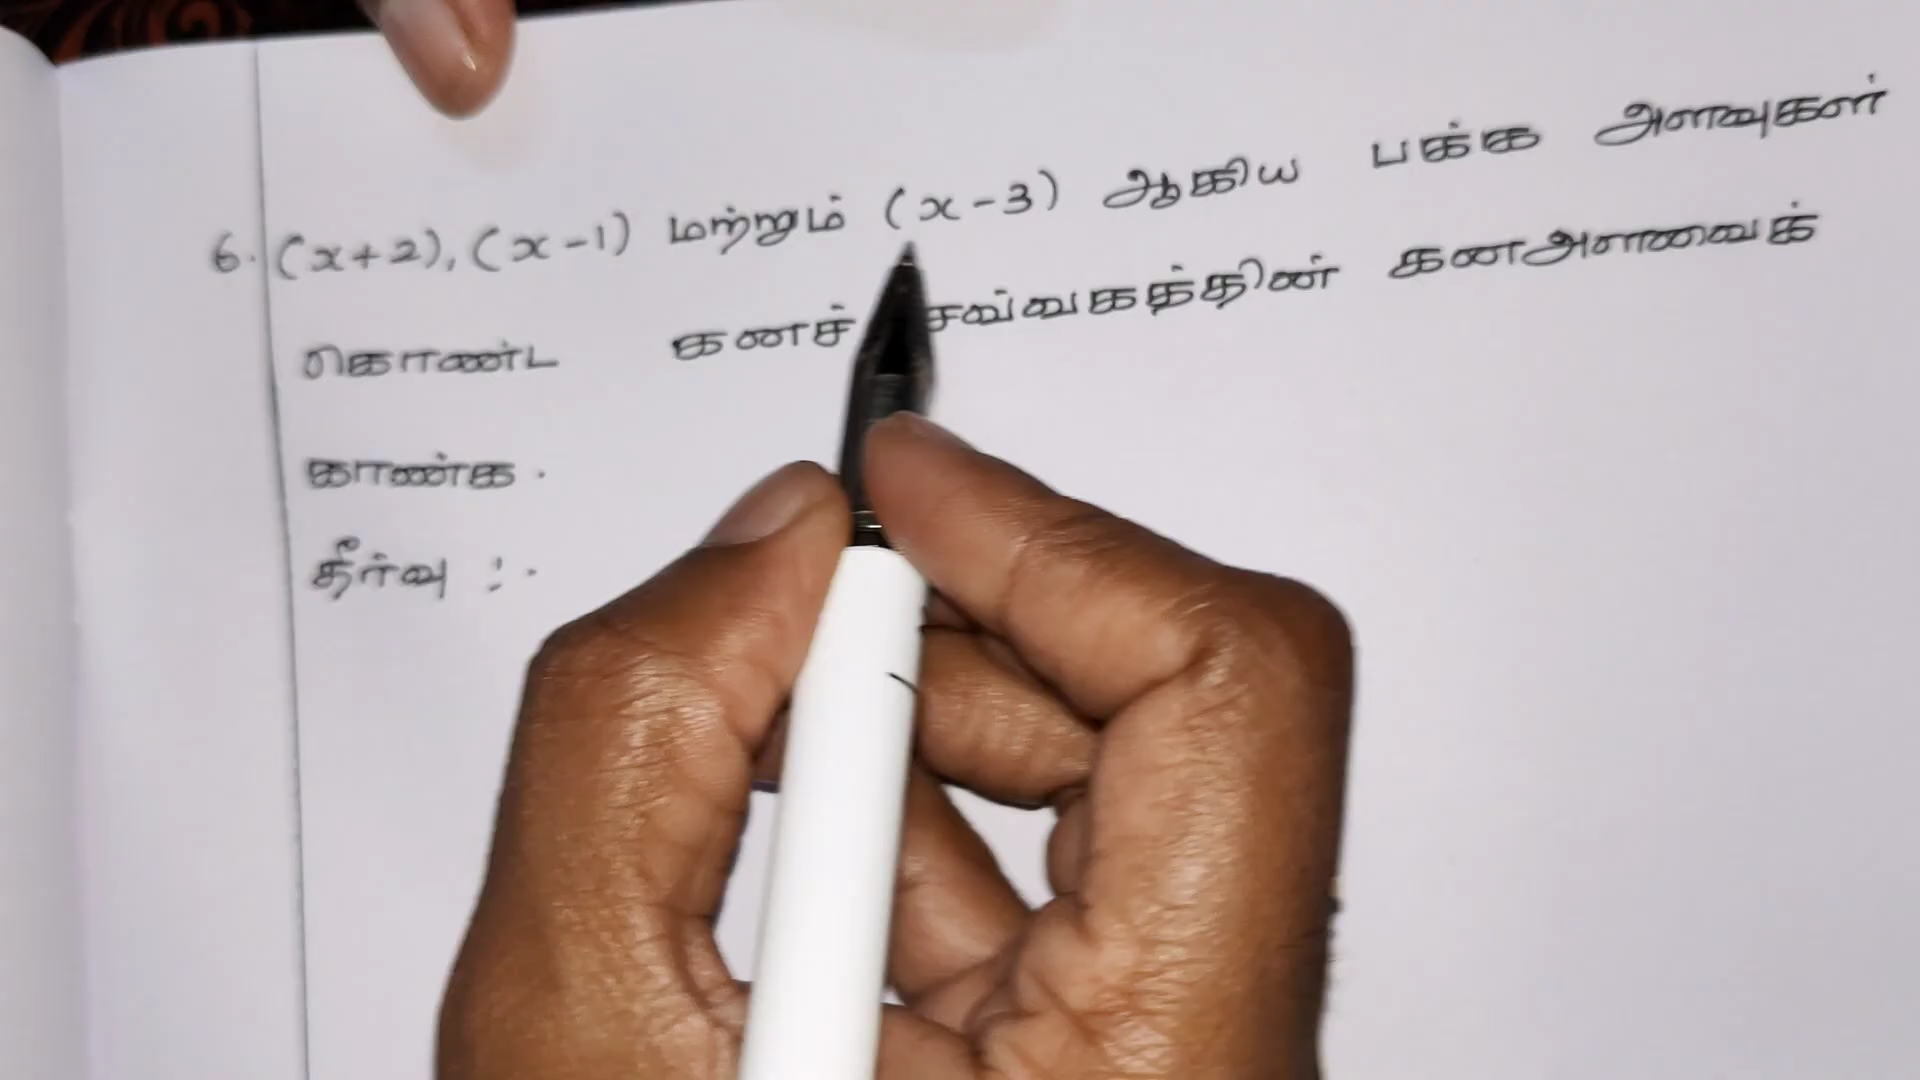 6. (x+2), (x-1) மற்றும் (x-3) ஆகிய பக்க அளவுகள்
கொண்ட கனச் செவ்வகத்தின் கனஅளவைக்
காண்க.
தீர்வு :-